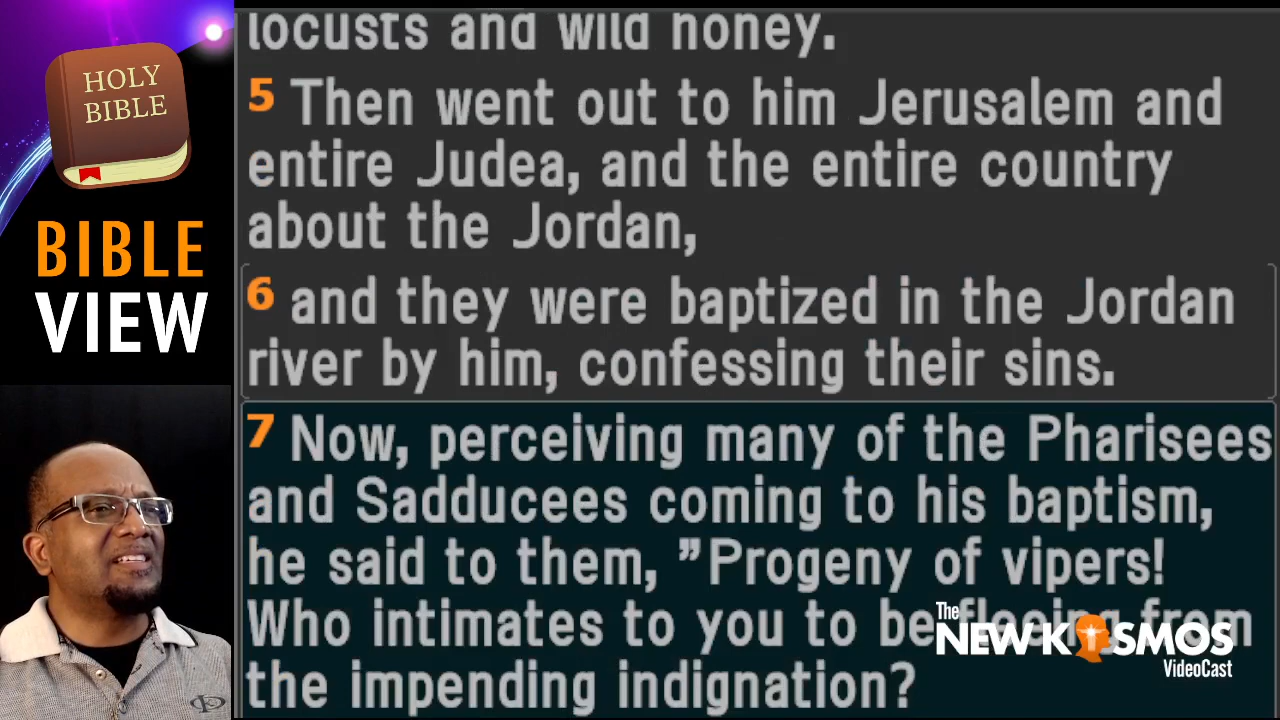 HOLY
BIBLE
BIBLE
VIEW
locusts and wild honey.
5 Then went out to him Jerusalem and
entire Judea, and the entire country
about the Jordan,
6 and they were baptized in the Jordan
river by him, confessing their sins.
7 Now, perceiving many of the Pharisees
and Sadducees coming to his baptism,
he said to them, ”Progeny of vipers!
Who intimates to you to be fleeing from
the impending indignation?
The
NEW KOSMOS
VideoCast